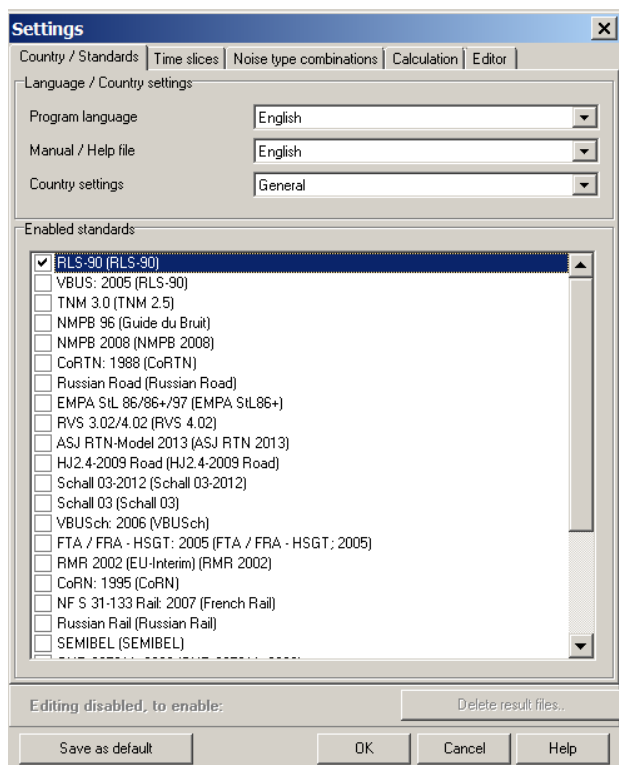 Settings
Country / Standards Time slices Noise type combinations Calculation Editor
Language / Country settings
Program language English
Manual / Help file English
Country settings General
Enabled standards
RLS-90 (RLS-90)
VBUS: 2005 (RLS-90)
TNM 3.0 (TNM 2.5)
NMPB 96 (Guide du Bruit)
NMPB 2008 (NMPB 2008)
CoRTN: 1988 (CoRTN)
Russian Road (Russian Road)
EMPA StL 86/86+/97 (EMPA StL86+)
RVS 3.02/4.02 (RVS 4.02)
ASJ RTN-Model 2013 (ASJ RTN 2013)
HJ2.4-2009 Road (HJ2.4-2009 Road)
Schall 03-2012 (Schall 03-2012)
Schall 03 (Schall 03)
VBUSch: 2006 (VBUSch)
FTA / FRA - HSGT: 2005 (FTA / FRA - HSGT; 2005)
RMR 2002 (EU-Interim) (RMR 2002)
CoRN: 1995 (CoRN)
NF S 31-133 Rail: 2007 (French Rail)
Russian Rail (Russian Rail)
SEMIBEL (SEMIBEL)
Editing disabled, to enable: Delete result files..
Save as default OK Cancel Help